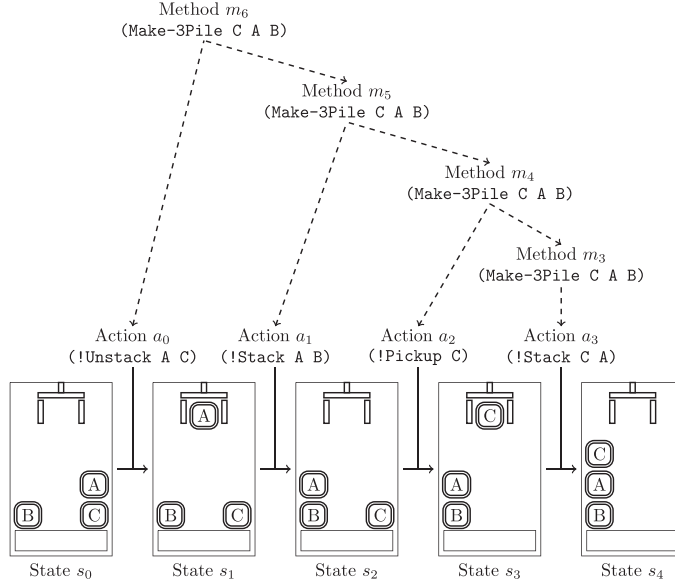 Method m₆
(Make-3Pile C A B)
Method m₅
(Make-3Pile C A B)
Method m₄
(Make-3Pile C A B)
Method m₃
(Make-3Pile C A B)
Action a₀
(!Unstack A C)
Action a₁
(!Stack A B)
Action a₂
(!Pickup C)
Action a₃
(!Stack C A)
A
B
C
State s₀
A
B
C
State s₁
A
B
C
State s₂
C
A
B
State s₃
C
A
B
State s₄